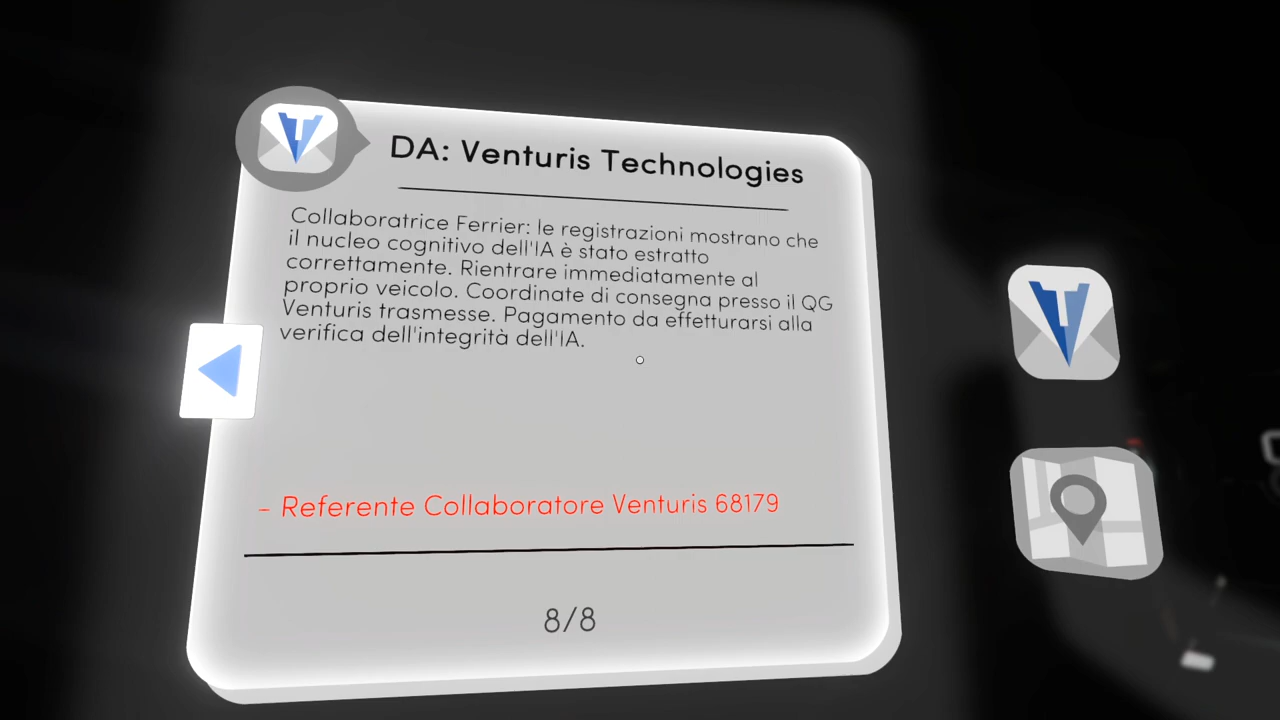 DA: Venturis Technologies
Collaboratrice Ferrier: le registrazioni mostrano che
il nucleo cognitivo dell'IA è stato estratto
correttamente. Rientrare immediatamente al
proprio veicolo. Coordinate di consegna presso il QG
Venturis trasmesse. Pagamento da effetturarsi alla
verifica dell'integrità dell'IA.
- Referente Collaboratore Venturis 68179
8/8